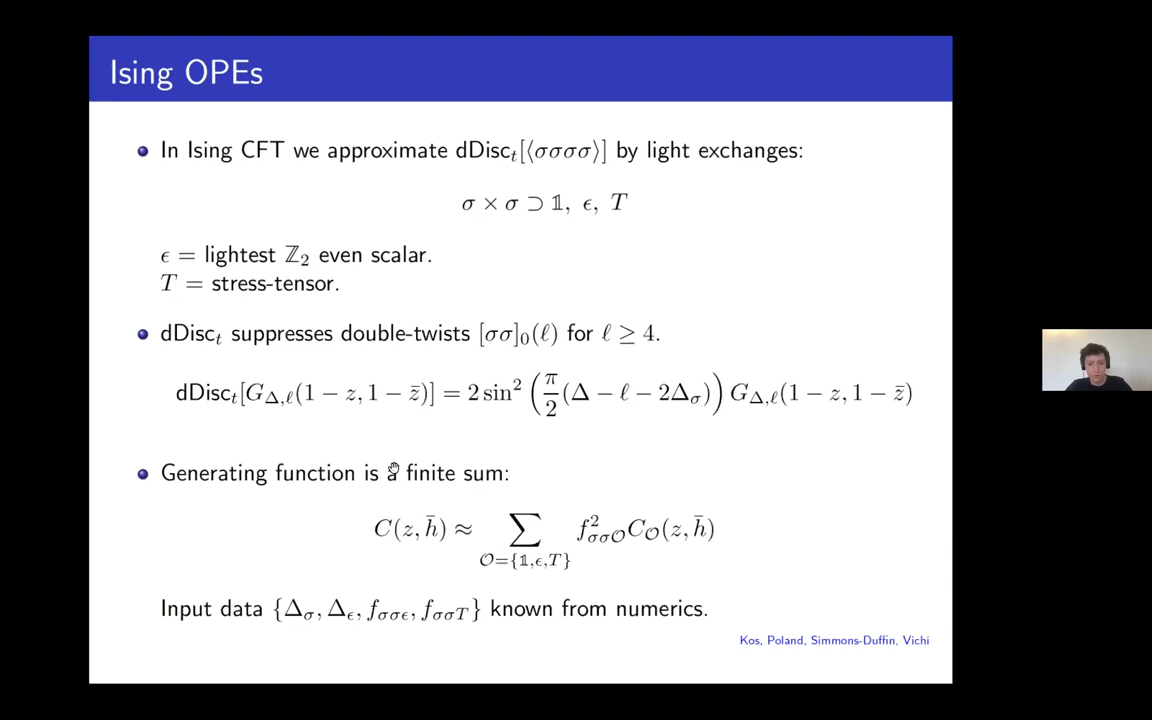 Ising OPEs
In Ising CFT we approximate dDisc_t[⟨σσσσ⟩] by light exchanges:
σ × σ ⊃ 𝟙, ϵ, T
ϵ = lightest ℤ₂ even scalar.
T = stress-tensor.
dDisc_t suppresses double-twists [σσ]₀(ℓ) for ℓ ≥ 4.
dDisc_t[G_{Δ,ℓ}(1 − z, 1 − z̄)] = 2 sin² (π/2 (Δ − ℓ − 2Δ_σ)) G_{Δ,ℓ}(1 − z, 1 − z̄)
Generating function is a finite sum:
C(z, h̄) ≈ ∑_{𝒪={𝟙,ϵ,T}} f²_{σσ𝒪} C_𝒪(z, h̄)
Input data {Δ_σ, Δ_ϵ, f_{σσϵ}, f_{σσT}} known from numerics.
Kos, Poland, Simmons-Duffin, Vichi